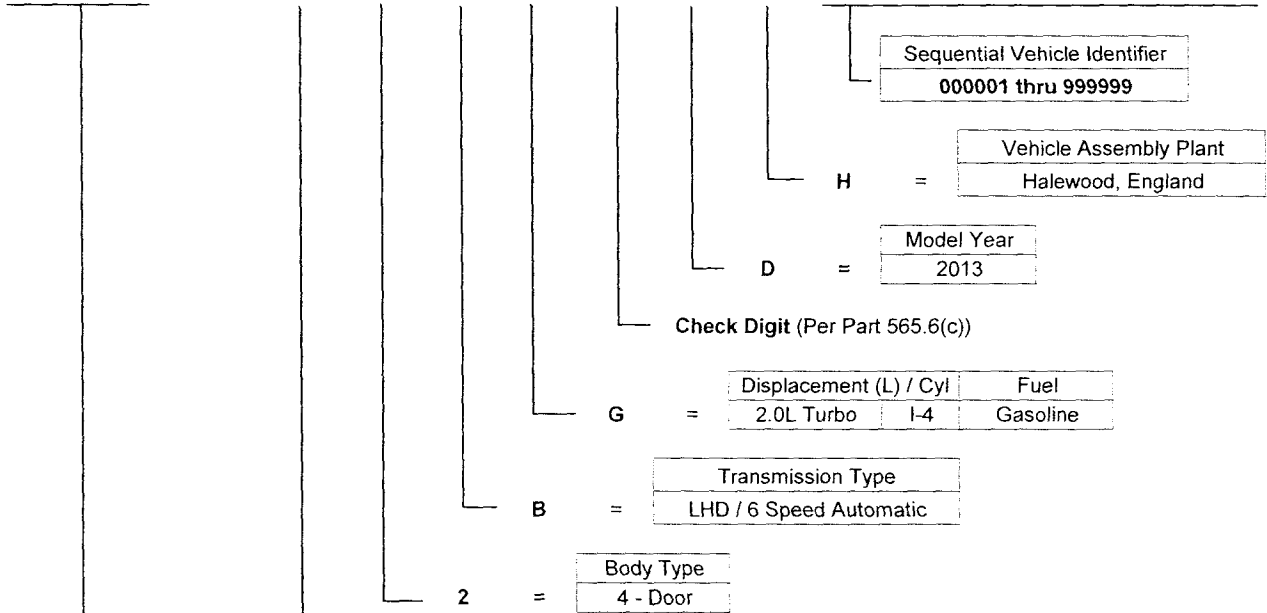 Sequential Vehicle Identifier
000001 thru 999999
Vehicle Assembly Plant
H = Halewood, England
Model Year
D = 2013
Check Digit (Per Part 565.6(c))
Displacement (L) / Cyl Fuel
G = 2.0L Turbo I-4 Gasoline
Transmission Type
B = LHD / 6 Speed Automatic
Body Type
2 = 4 - Door